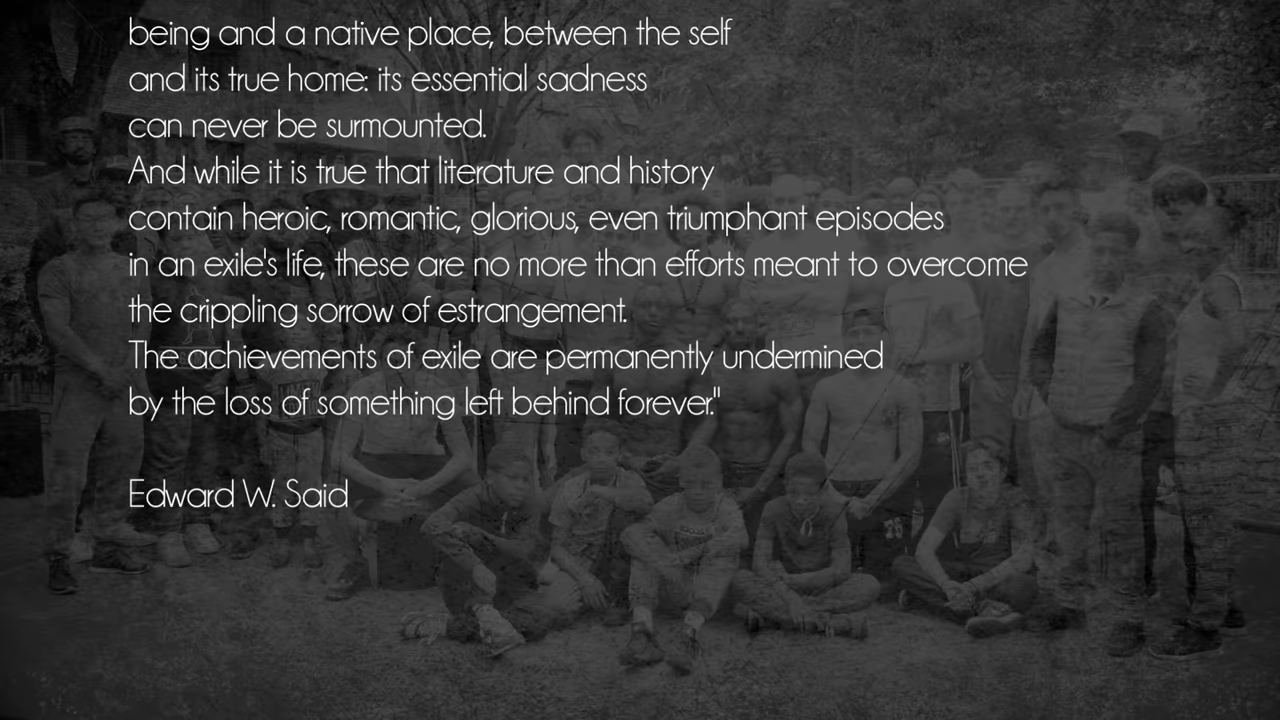 being and a native place, between the self
and its true home: its essential sadness
can never be surmounted.
And while it is true that literature and history
contain heroic, romantic, glorious, even triumphant episodes
in an exile's life, these are no more than efforts meant to overcome
the crippling sorrow of estrangement.
The achievements of exile are permanently undermined
by the loss of something left behind forever."
Edward W. Said